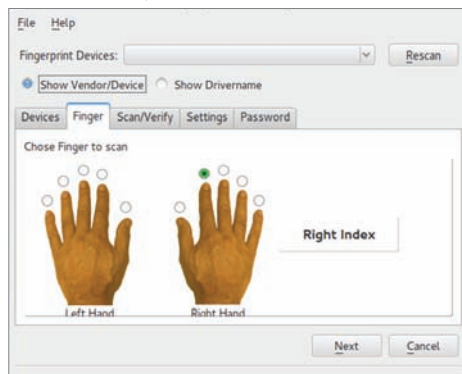 File Help
Fingerprint Devices: Rescan
Show Vendor/Device Show Drivername
Devices Finger Scan/Verify Settings Password
Chose Finger to scan
Right Index
Left Hand Right Hand
Next Cancel